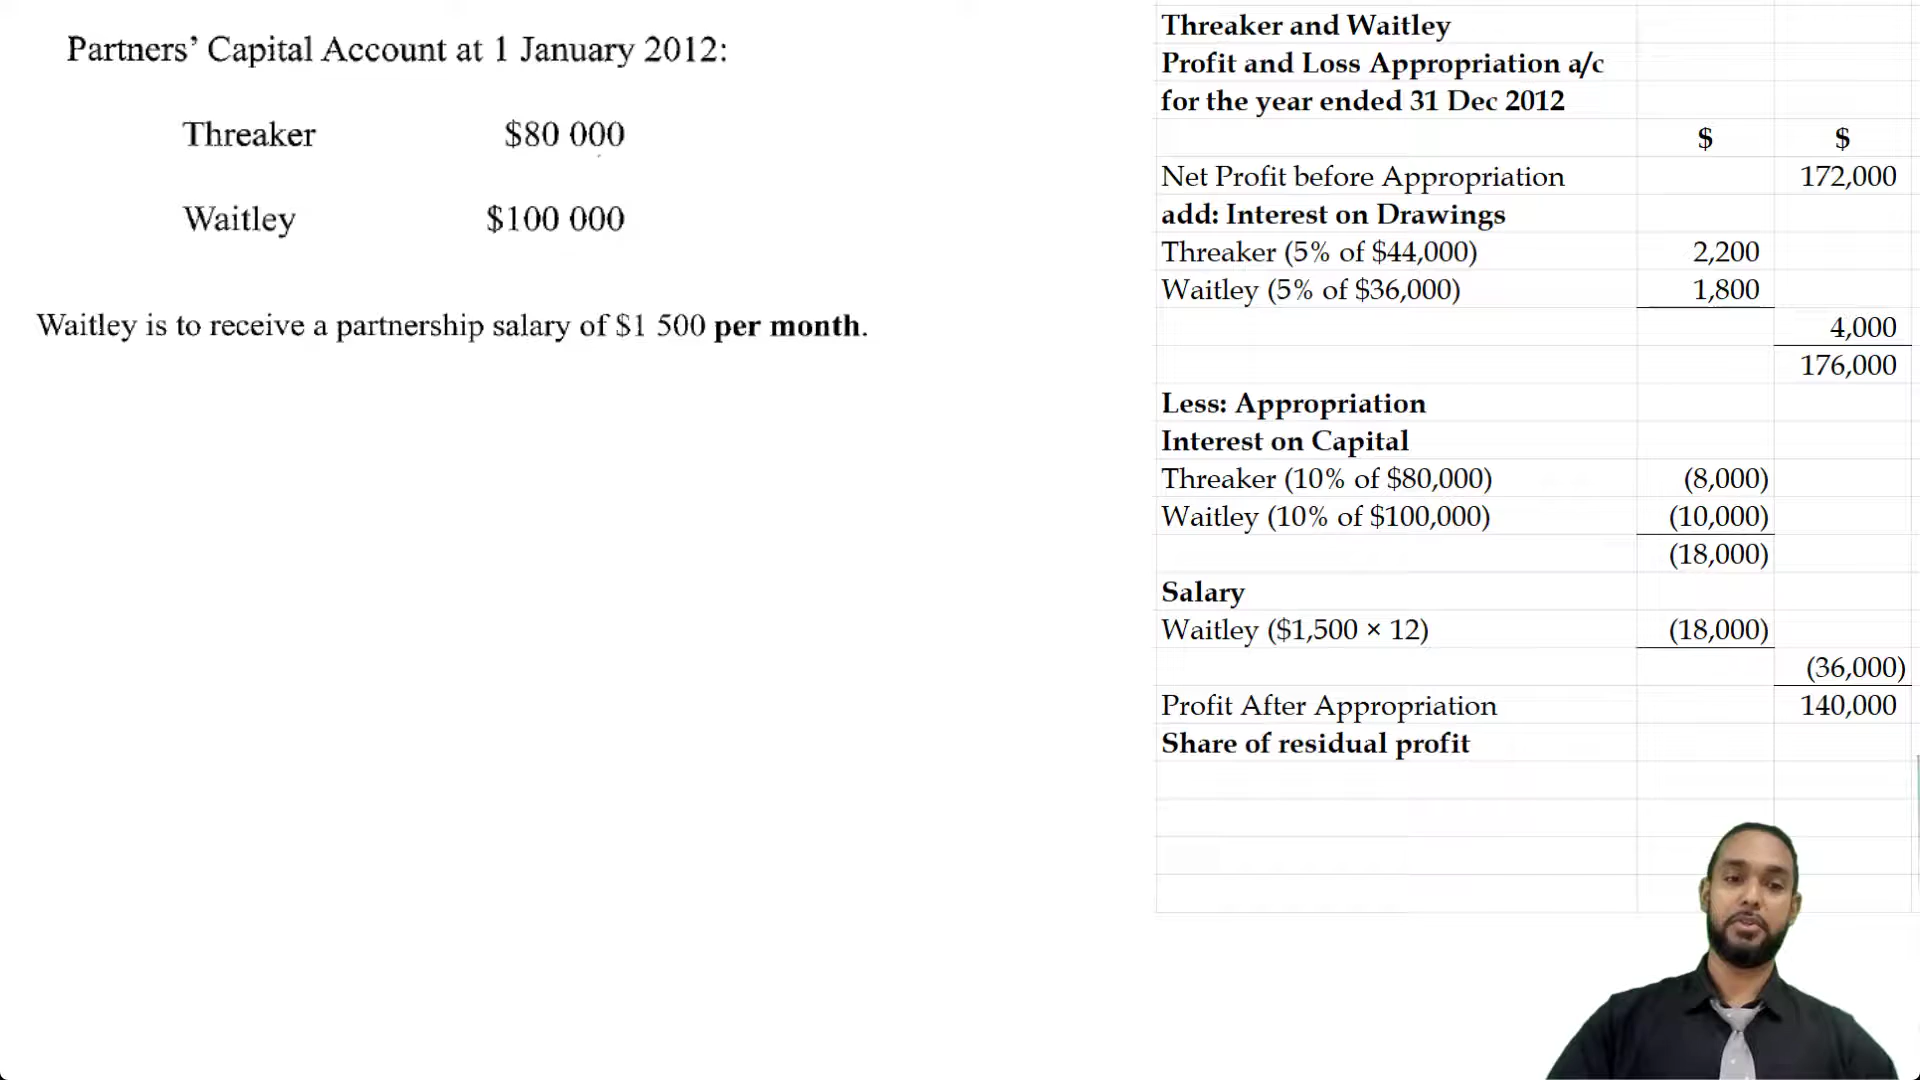 Partners' Capital Account at 1 January 2012:
Threaker $80 000
Waitley $100 000
Waitley is to receive a partnership salary of $1 500 per month.
Threaker and Waitley
Profit and Loss Appropriation a/c
for the year ended 31 Dec 2012
$ $
Net Profit before Appropriation 172,000
add: Interest on Drawings
Threaker (5% of $44,000) 2,200
Waitley (5% of $36,000) 1,800
4,000
176,000
Less: Appropriation
Interest on Capital
Threaker (10% of $80,000) (8,000)
Waitley (10% of $100,000) (10,000)
(18,000)
Salary
Waitley ($1,500 × 12) (18,000)
(36,000)
Profit After Appropriation 140,000
Share of residual profit